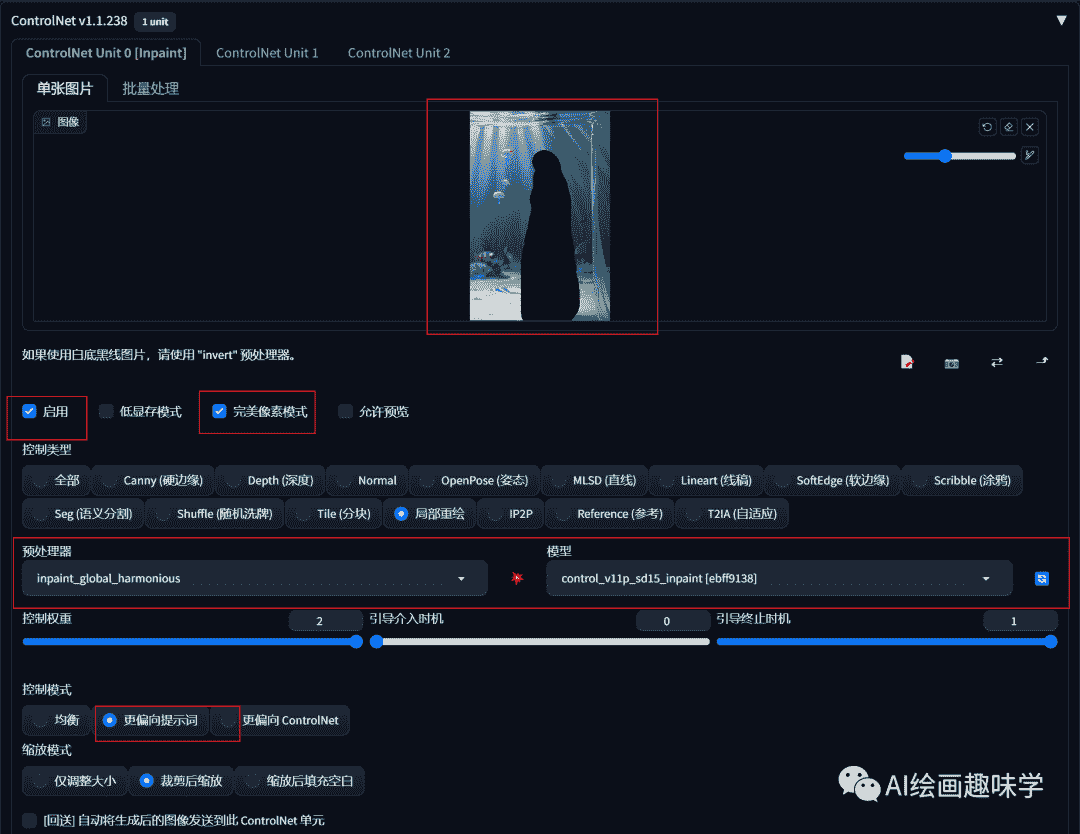 ControlNet v1.1.238 1 unit
ControlNet Unit 0 [Inpaint] ControlNet Unit 1 ControlNet Unit 2
单张图片 批量处理
图像
如果使用白底黑线图片，请使用 "invert" 预处理器。
启用 低显存模式 完美像素模式 允许预览
控制类型
全部 Canny (硬边缘) Depth (深度) Normal OpenPose (姿态) MLSD (直线) Lineart (线稿) SoftEdge (软边缘) Scribble (涂鸦)
Seg (语义分割) Shuffle (随机洗牌) Tile (分块) 局部重绘 IP2P Reference (参考) T2IA (自适应)
预处理器 模型
inpaint_global_harmonious control_v11p_sd15_inpaint [ebff9138]
控制权重 2 引导介入时机 0 引导终止时机 1
控制模式
均衡 更偏向提示词 更偏向 ControlNet
缩放模式
仅调整大小 裁剪后缩放 缩放后填充空白
AI绘画趣味学
[回送] 自动将生成后的图像发送到此 ControlNet 单元